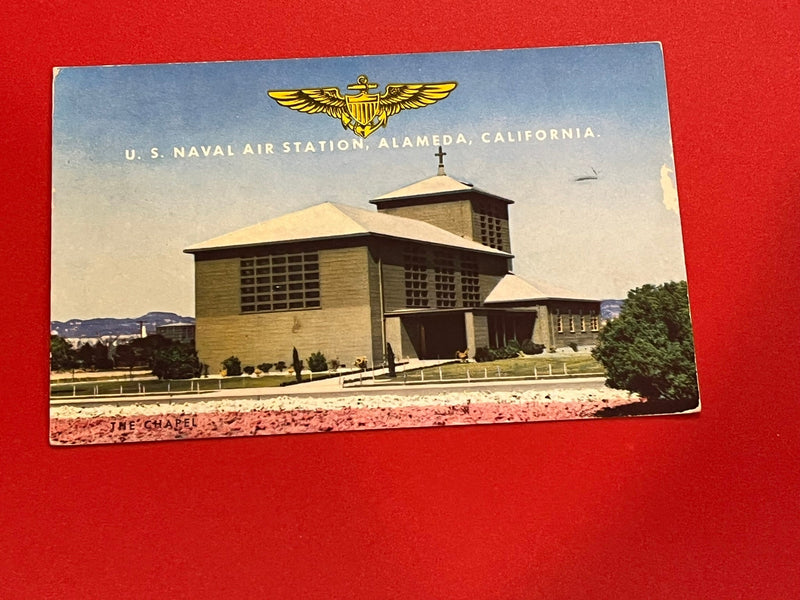 U. S. NAVAL AIR STATION, ALAMEDA, CALIFORNIA.
THE CHAPEL